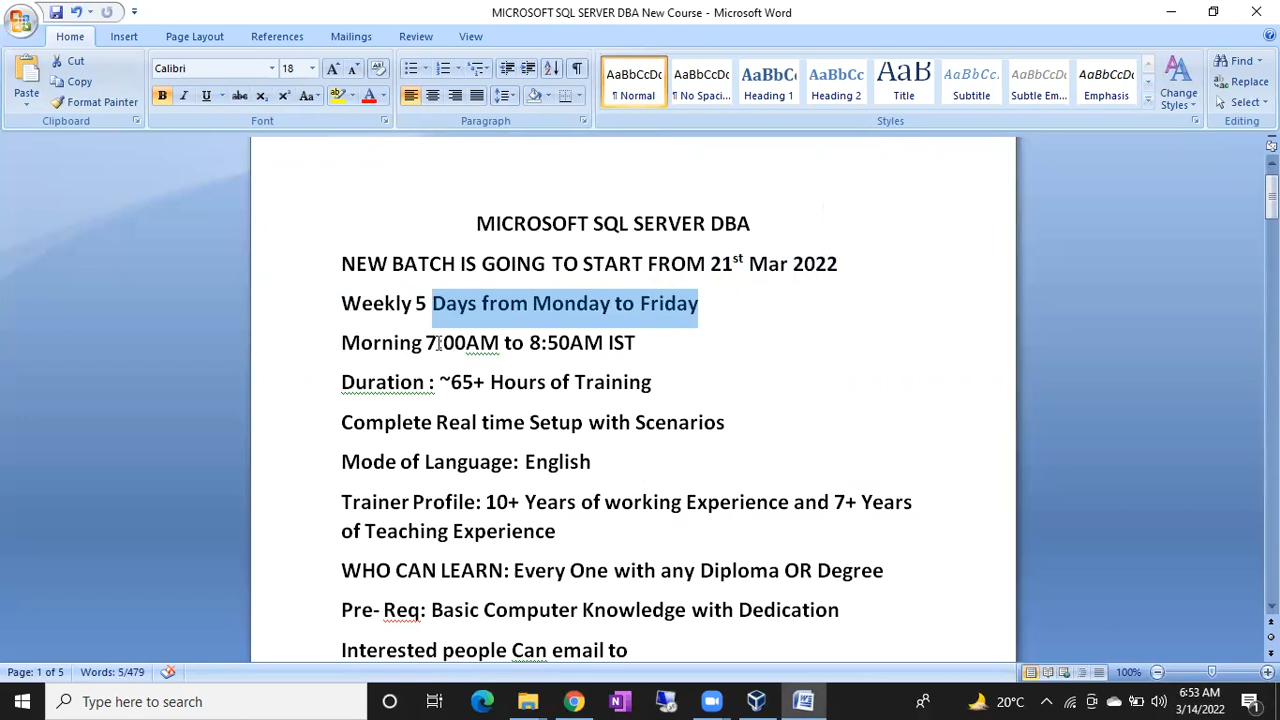 MICROSOFT SQL SERVER DBA New Course - Microsoft Word
Home Insert Page Layout References Mailings Review View
Paste
Cut
Copy
Format Painter
Clipboard
Calibri 18
B I U abc x₂ x² Aa
Font
Paragraph
AaBbCcDc AaBbCcDc AaBbC AaBbCc AaB AaBbCc. AaBbCcDc AaBbCcDc
¶ Normal ¶ No Spaci... Heading 1 Heading 2 Title Subtitle Subtle Em... Emphasis
Change Styles
Styles
Find
Replace
Select
Editing
MICROSOFT SQL SERVER DBA
NEW BATCH IS GOING TO START FROM 21st Mar 2022
Weekly 5 Days from Monday to Friday
Morning 7:00AM to 8:50AM IST
Duration : ~65+ Hours of Training
Complete Real time Setup with Scenarios
Mode of Language: English
Trainer Profile: 10+ Years of working Experience and 7+ Years
of Teaching Experience
WHO CAN LEARN: Every One with any Diploma OR Degree
Pre- Req: Basic Computer Knowledge with Dedication
Interested people Can email to
Page: 1 of 5 Words: 5/479 100%
Type here to search
20°C
6:53 AM
3/14/2022